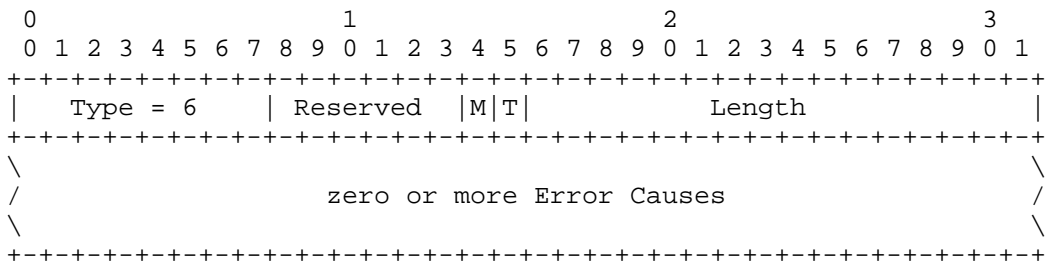 0                   1                   2                   3
 0 1 2 3 4 5 6 7 8 9 0 1 2 3 4 5 6 7 8 9 0 1 2 3 4 5 6 7 8 9 0 1
+-+-+-+-+-+-+-+-+-+-+-+-+-+-+-+-+-+-+-+-+-+-+-+-+-+-+-+-+-+-+-+-+
|   Type = 6    | Reserved  |M|T|           Length              |
+-+-+-+-+-+-+-+-+-+-+-+-+-+-+-+-+-+-+-+-+-+-+-+-+-+-+-+-+-+-+-+-+
\                                                               \
/                   zero or more Error Causes                   /
\                                                               \
+-+-+-+-+-+-+-+-+-+-+-+-+-+-+-+-+-+-+-+-+-+-+-+-+-+-+-+-+-+-+-+-+